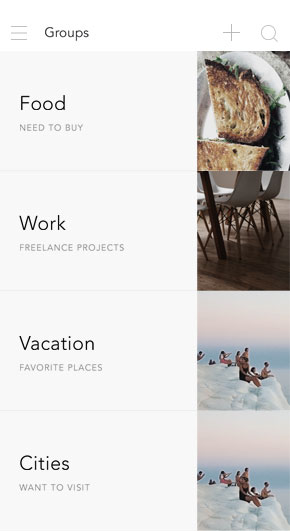 Groups
Food
NEED TO BUY
Work
FREELANCE PROJECTS
Vacation
FAVORITE PLACES
Cities
WANT TO VISIT